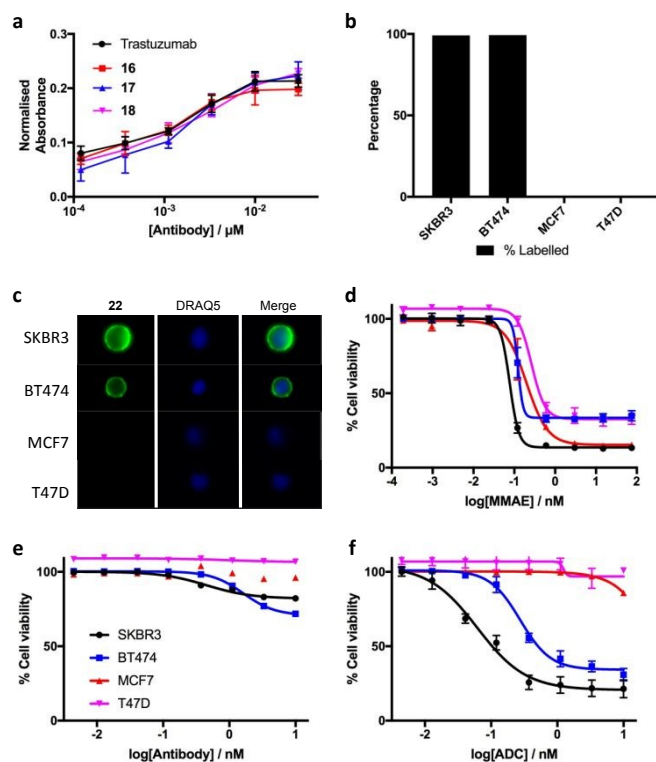 a
Normalised
Absorbance
0.3
0.2
0.1
0.0
Trastuzumab
16
17
18
10⁻⁴
10⁻³
10⁻²
[Antibody] / µM
b
Percentage
100
50
0
SKBR3
BT474
MCF7
T47D
% Labelled
c
22
DRAQ5
Merge
SKBR3
BT474
MCF7
T47D
d
% Cell viability
100
50
0
-4
-3
-2
-1
0
1
2
log[MMAE] / nM
e
% Cell viability
100
50
0
SKBR3
BT474
MCF7
T47D
-2
-1
0
1
log[Antibody] / nM
f
% Cell viability
100
50
0
-2
-1
0
1
log[ADC] / nM